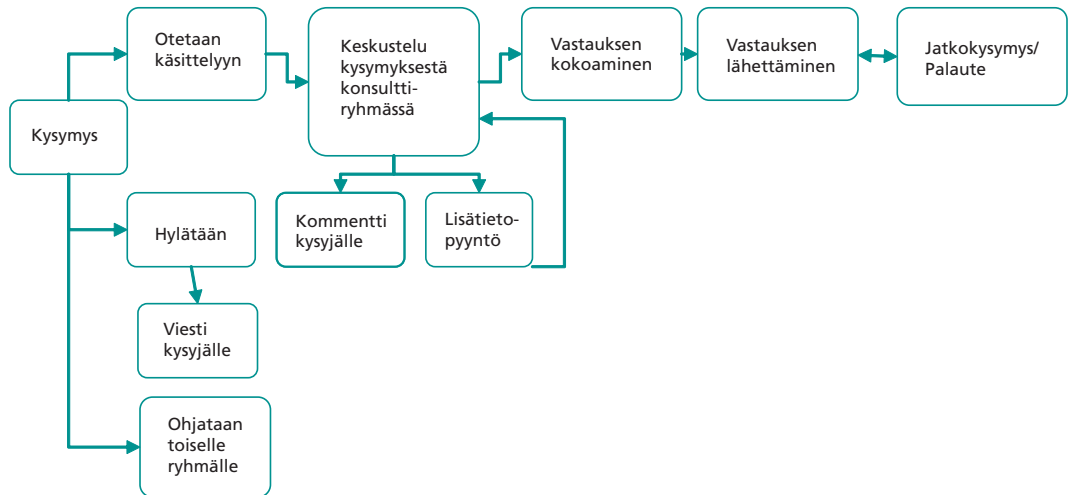 Kysymys
Otetaan
käsittelyyn
Keskustelu
kysymyksestä
konsultti-
ryhmässä
Vastauksen
kokoaminen
Vastauksen
lähettäminen
Jatkokysymys/
Palaute
Kommentti
kysyjälle
Lisätieto-
pyyntö
Hylätään
Viesti
kysyjälle
Ohjataan
toiselle
ryhmälle